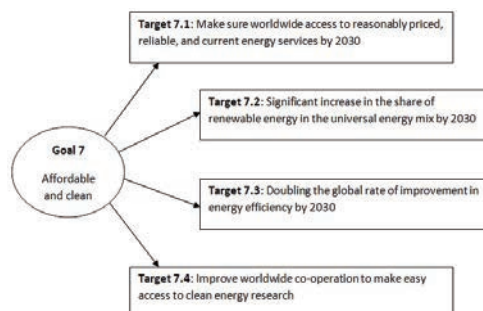 Target 7.1: Make sure worldwide access to reasonably priced,
reliable, and current energy services by 2030
Target 7.2: Significant increase in the share of
renewable energy in the universal energy mix by 2030
Goal 7
Affordable
and clean
Target 7.3: Doubling the global rate of improvement in
energy efficiency by 2030
Target 7.4: Improve worldwide co-operation to make easy
access to clean energy research